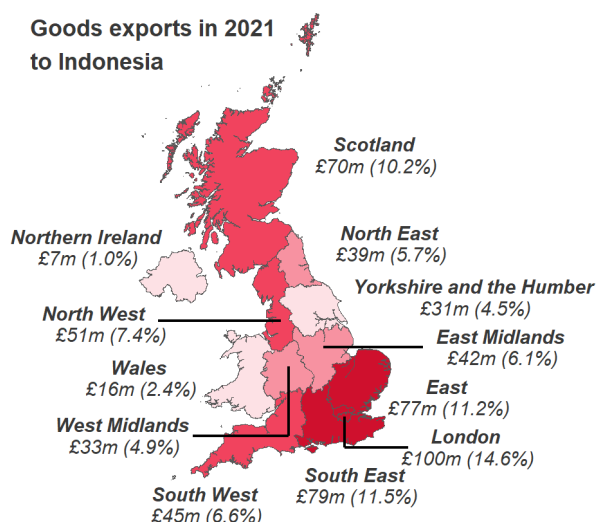 Goods exports in 2021
to Indonesia
Scotland
£70m (10.2%)
Northern Ireland
£7m (1.0%)
North East
£39m (5.7%)
Yorkshire and the Humber
£31m (4.5%)
North West
£51m (7.4%)
East Midlands
£42m (6.1%)
Wales
£16m (2.4%)
East
£77m (11.2%)
West Midlands
£33m (4.9%)
London
£100m (14.6%)
South East
£79m (11.5%)
South West
£45m (6.6%)